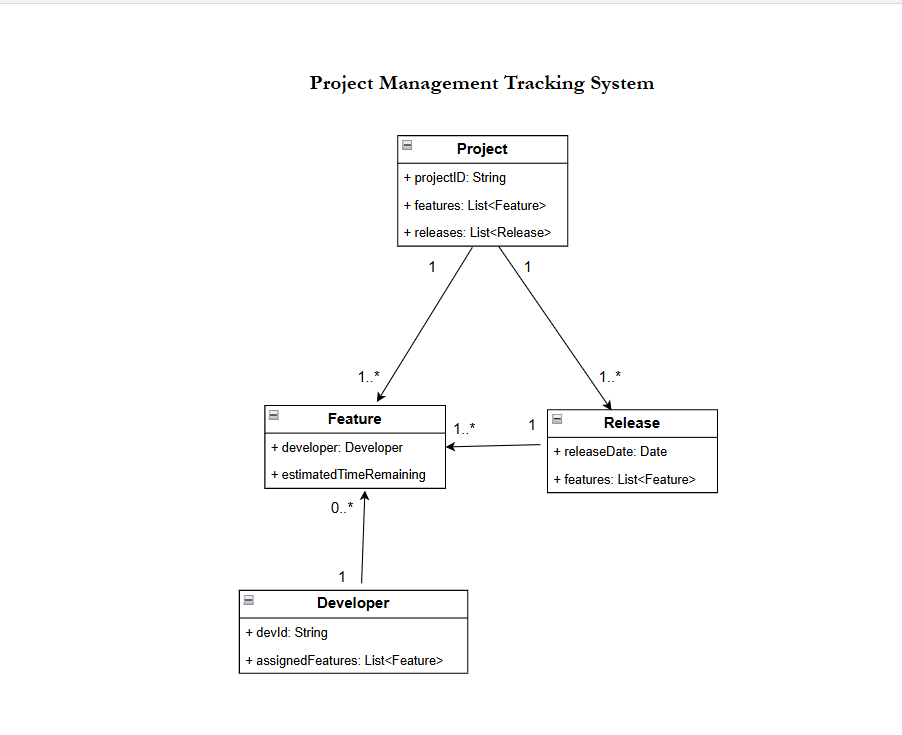 Project Management Tracking System
Project
+ projectID: String
+ features: List<Feature>
+ releases: List<Release>
1
1
1..*
1..*
Feature
+ developer: Developer
+ estimatedTimeRemaining
1..*
1
Release
+ releaseDate: Date
+ features: List<Feature>
0..*
1
Developer
+ devId: String
+ assignedFeatures: List<Feature>